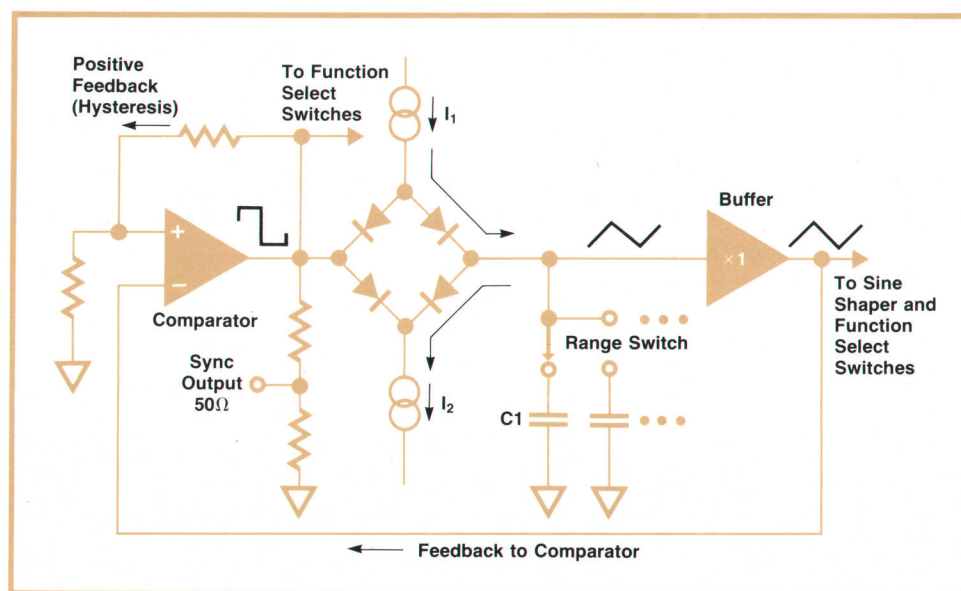 Positive
Feedback
(Hysteresis)
To Function
Select
Switches
I₁
Buffer
+
−
×1
Comparator
To Sine
Shaper and
Function
Select
Switches
Sync
Output
50Ω
Range Switch
I₂
C1
Feedback to Comparator